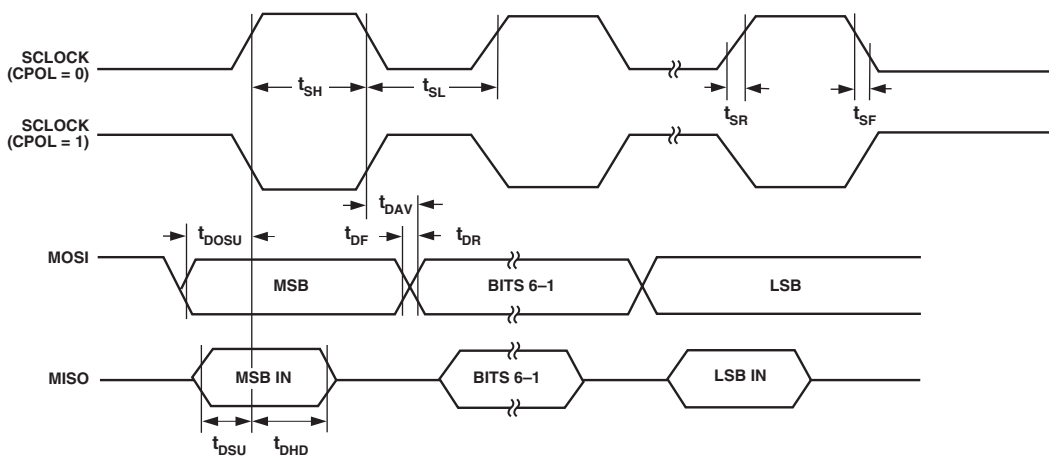 SCLOCK
(CPOL = 0)
tSH
tSL
tSR
tSF
SCLOCK
(CPOL = 1)
tDAV
tDOSU
tDF
tDR
MOSI
MSB
BITS 6–1
LSB
MISO
MSB IN
BITS 6–1
LSB IN
tDSU
tDHD